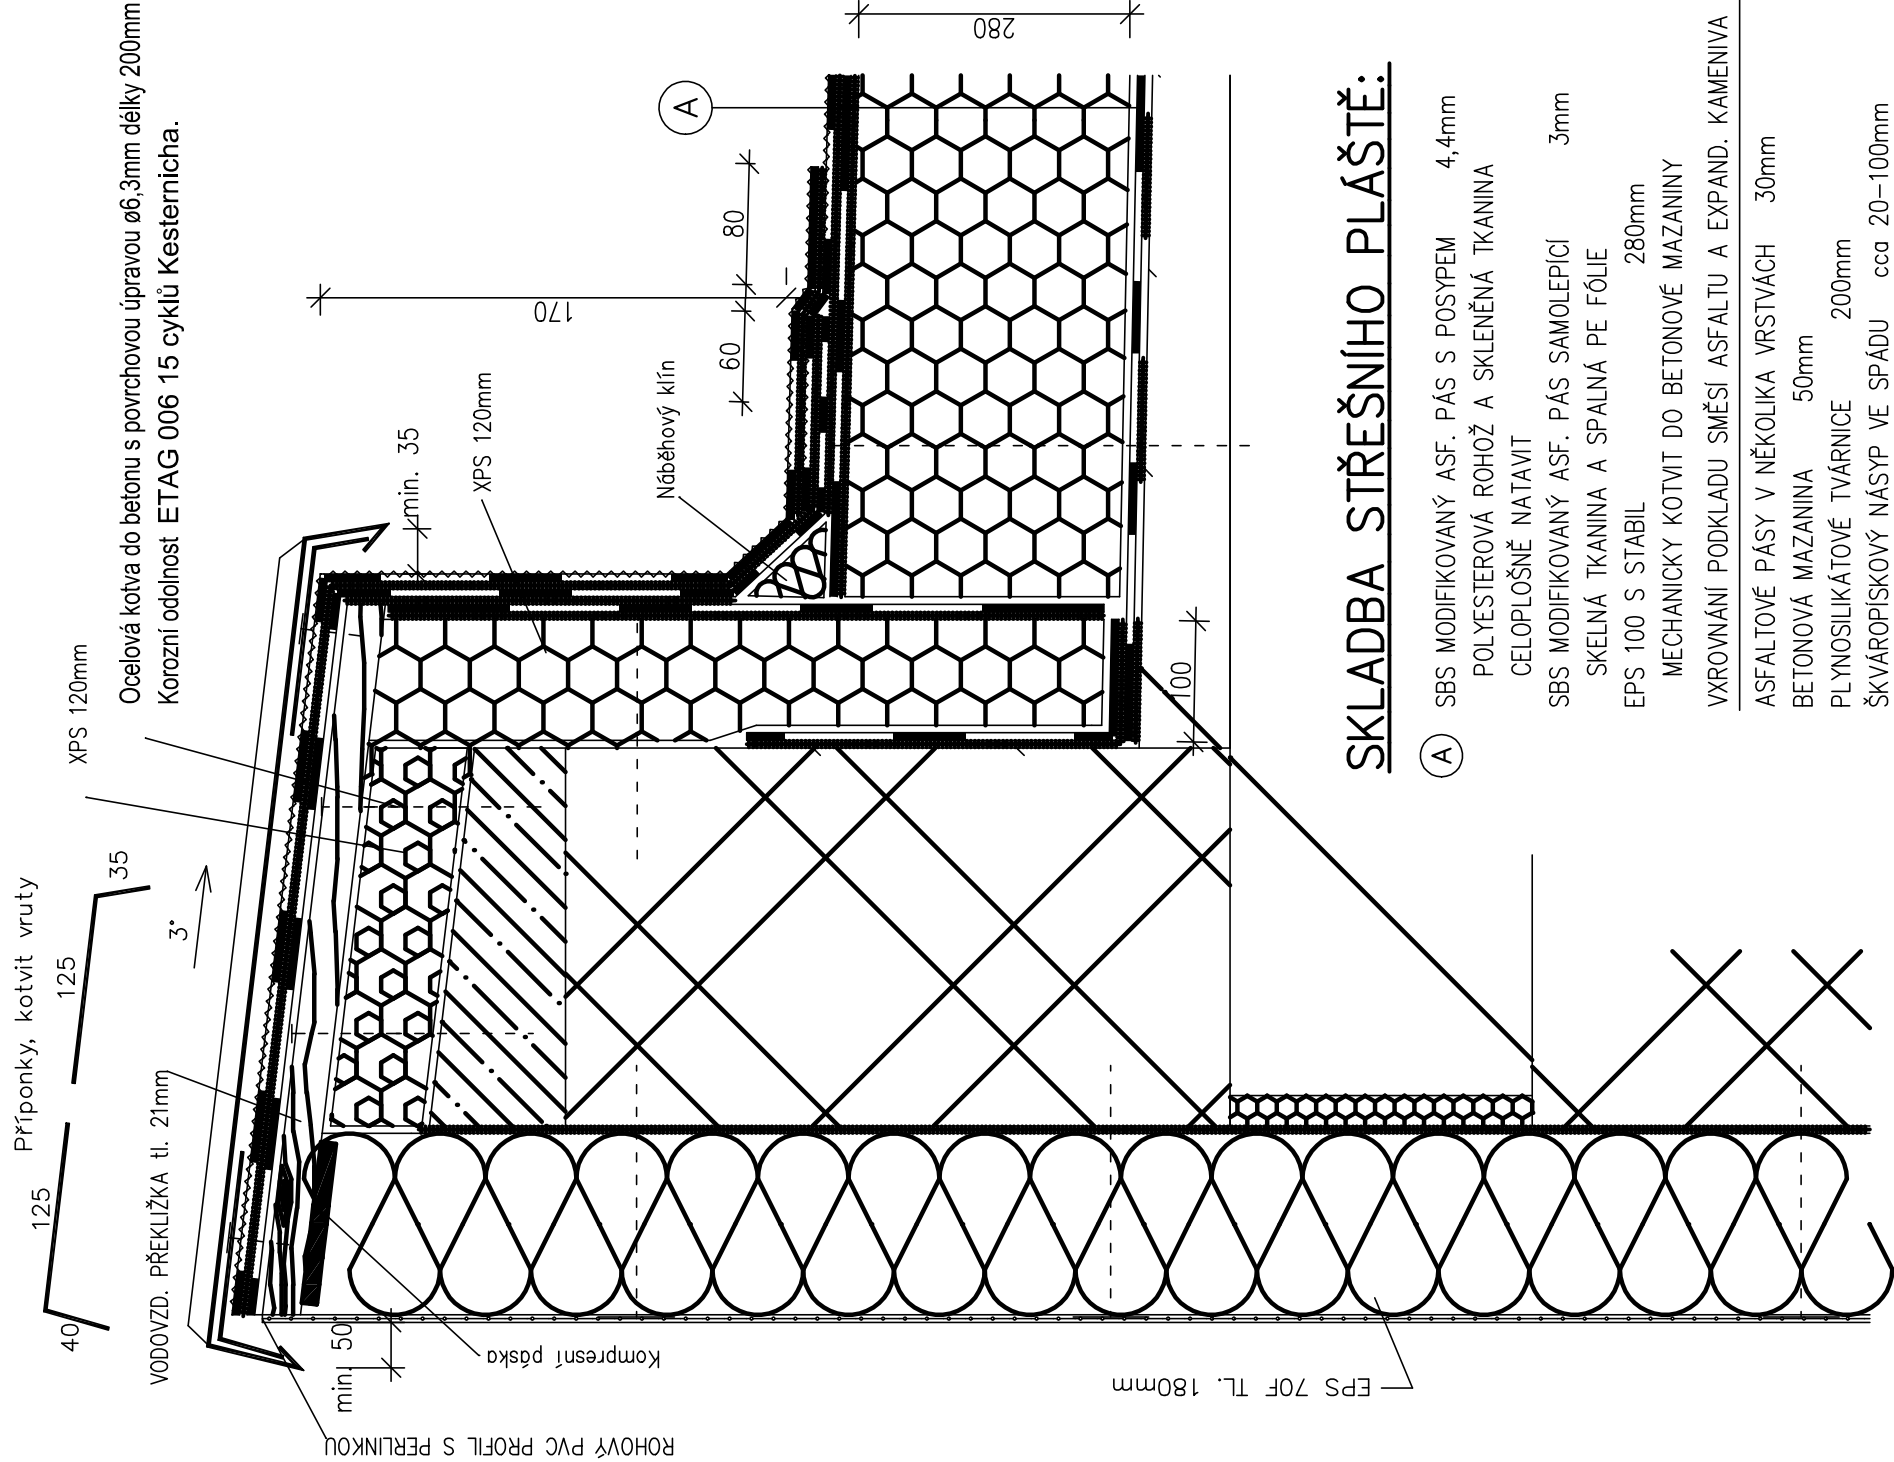 Ocelová kotva do betonu s povrchovou úpravou ø6,3mm délky 200mm
Korozní odolnost ETAG 006 15 cyklů Kesternicha.
Příponky, kotvit vruty
40
125
125
35
3°
XPS 120mm
VODOVZD. PŘEKLIŽKA tl. 21mm
min. 35
XPS 120mm
Náběhový klín
170
60
80
A
280
100
min. 50
Kompresní páska
ROHOVÝ PVC PROFIL S PERLINKOU
EPS 70F TL. 180mm
SKLADBA STŘEŠNÍHO PLÁŠTĚ:
A
SBS MODIFIKOVANÝ ASF. PÁS S POSYPEM 4,4mm
POLYESTEROVÁ ROHOŽ A SKLENĚNÁ TKANINA
CELOPLOŠNĚ NATAVIT
SBS MODIFIKOVANÝ ASF. PÁS SAMOLEPÍCÍ 3mm
SKELNÁ TKANINA A SPALNÁ PE FÓLIE
EPS 100 S STABIL 280mm
MECHANICKY KOTVIT DO BETONOVÉ MAZANINY
VXROVNÁNÍ PODKLADU SMĚSÍ ASFALTU A EXPAND. KAMENIVA
ASFALTOVÉ PÁSY V NĚKOLIKA VRSTVÁCH 30mm
BETONOVÁ MAZANINA 50mm
PLYNOSILIKÁTOVÉ TVÁRNICE 200mm
ŠKVÁROPÍSKOVÝ NÁSYP VE SPÁDU cca 20-100mm